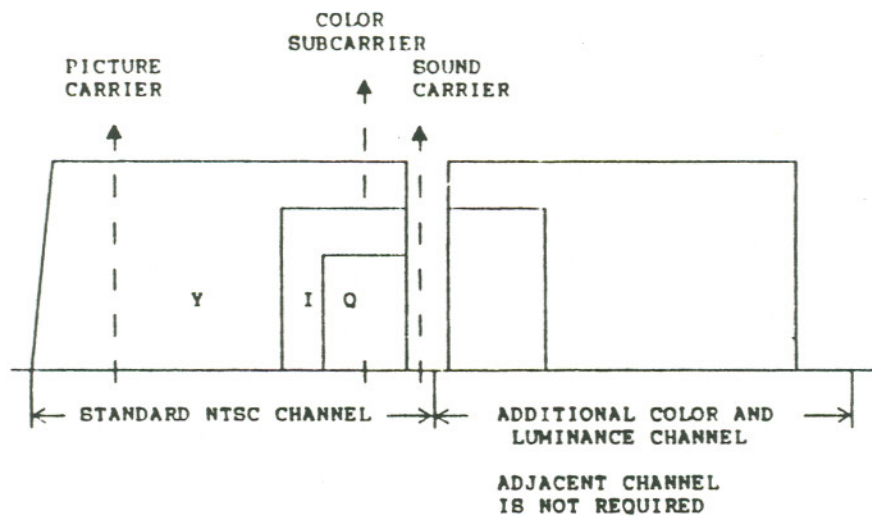 COLOR
SUBCARRIER
PICTURE
CARRIER
SOUND
CARRIER
Y
I
Q
STANDARD NTSC CHANNEL
ADDITIONAL COLOR AND
LUMINANCE CHANNEL
ADJACENT CHANNEL
IS NOT REQUIRED